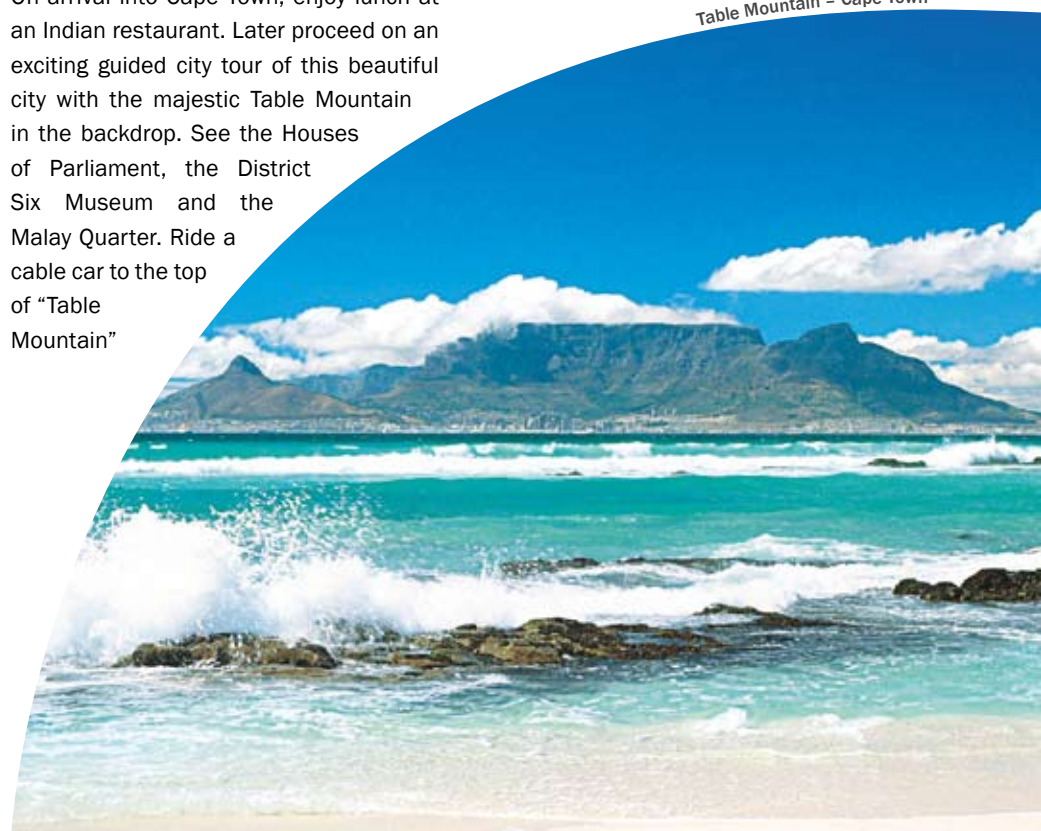 On arrival into Cape Town, enjoy lunch at
an Indian restaurant. Later proceed on an
exciting guided city tour of this beautiful
city with the majestic Table Mountain
in the backdrop. See the Houses
of Parliament, the District
Six Museum and the
Malay Quarter. Ride a
cable car to the top
of “Table
Mountain”
Table Mountain – Cape Town